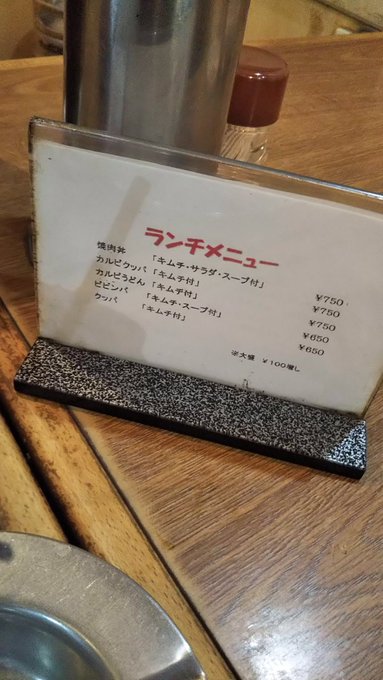 ランチメニュー
焼肉丼 「キムチ・サラダ・スープ付」 ¥750
カルビクッパ 「キムチ付」 ¥750
カルビうどん 「キムチ付」 ¥750
ビビンバ 「キムチ・スープ付」 ¥650
クッパ 「キムチ付」 ¥650
※大盛 ¥100増し